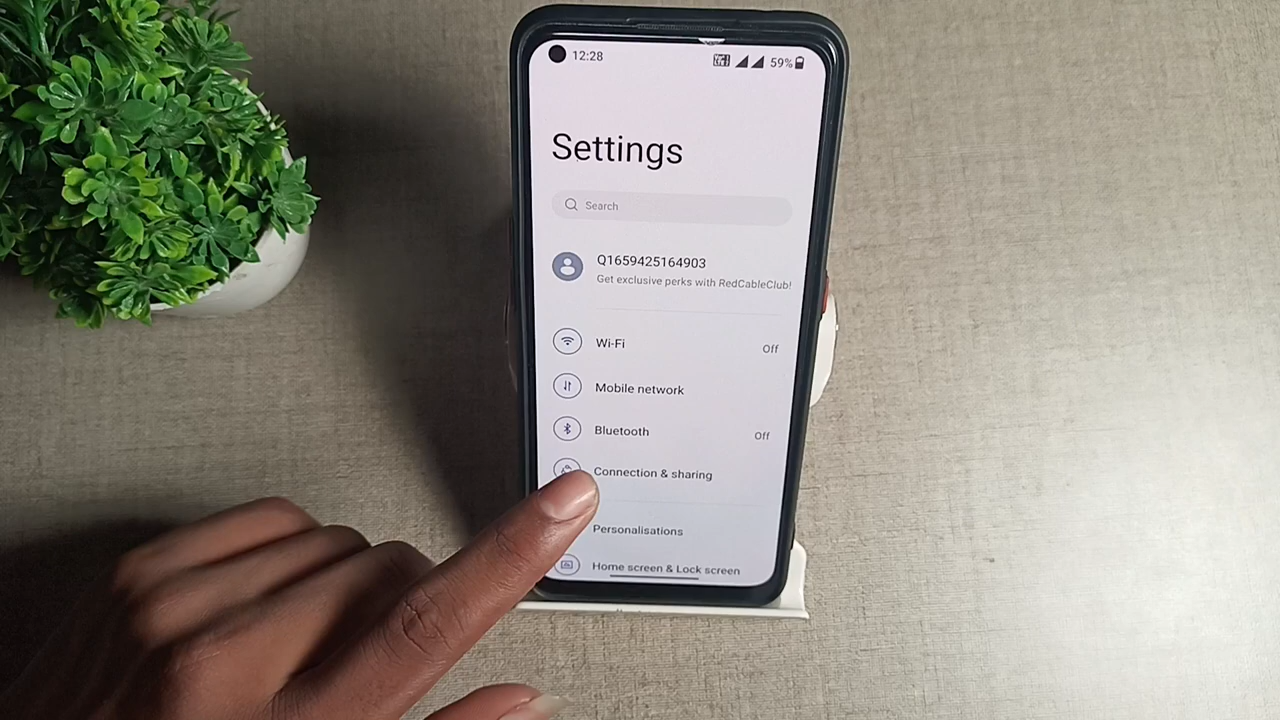 12:28
59%
Settings
Search
Q1659425164903
Get exclusive perks with RedCableClub!
Wi-Fi
Off
Mobile network
Bluetooth
Off
Connection & sharing
Personalisations
Home screen & Lock screen